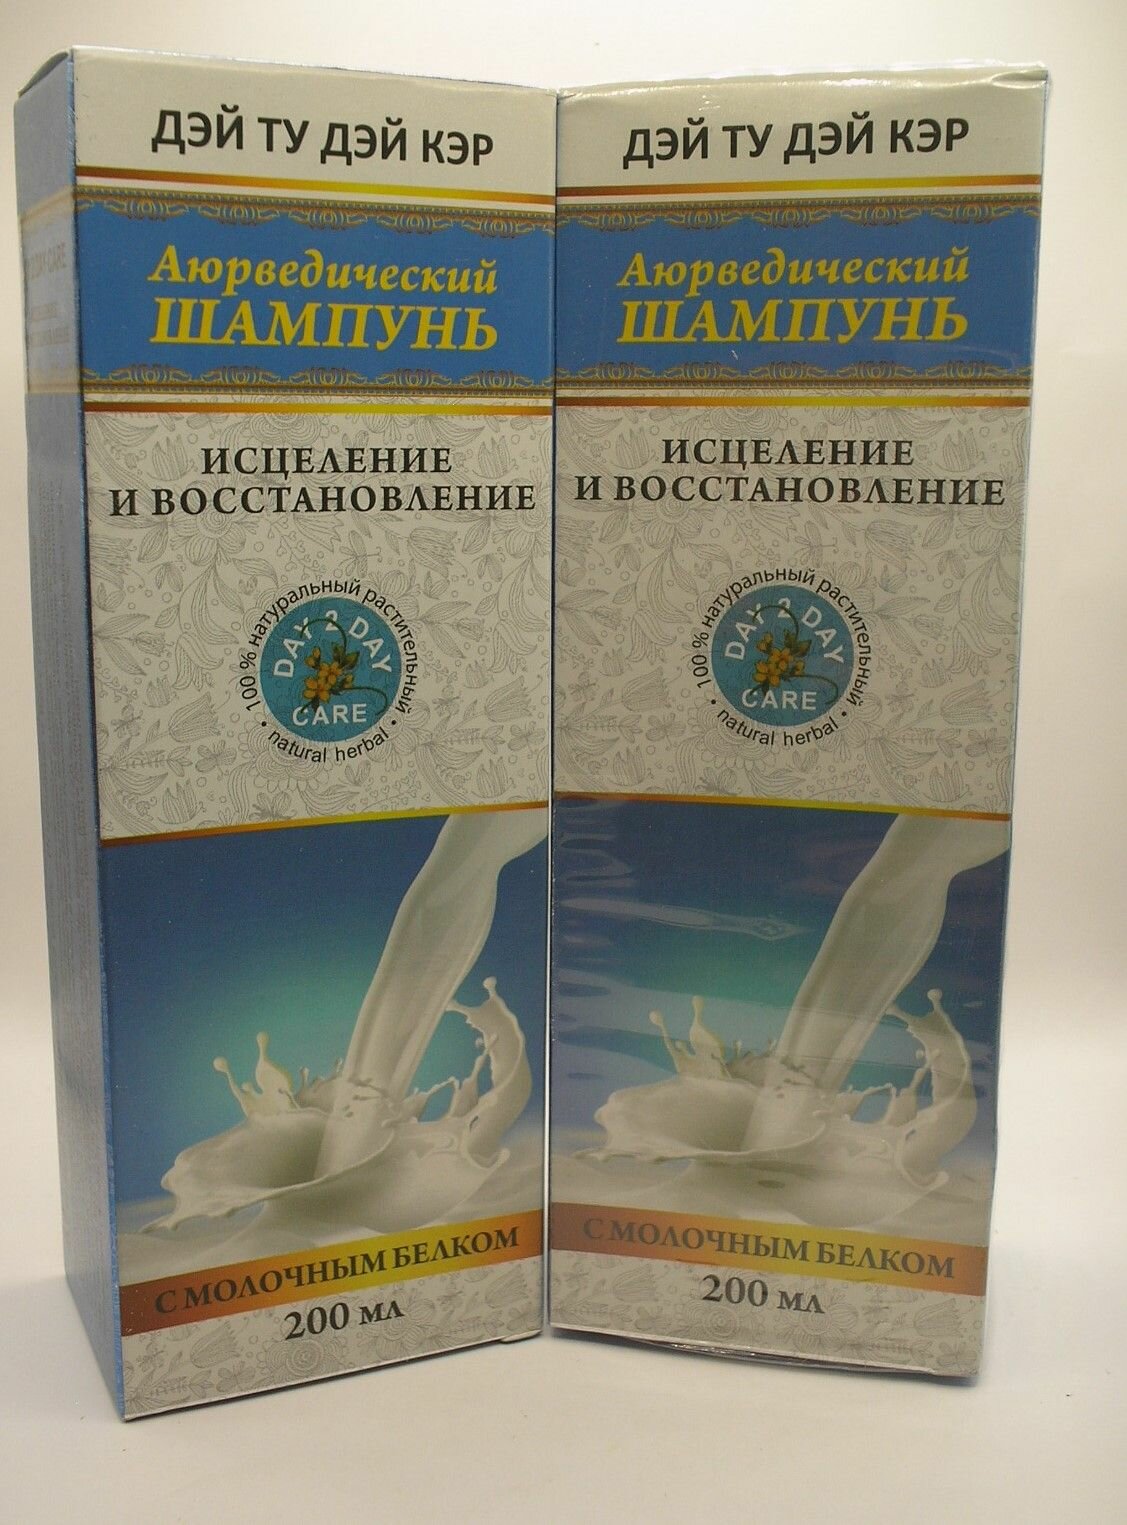 ДЭЙ ТУ ДЭЙ КЭР
Аюрведический
ШАМПУНЬ
ИСЦЕЛЕНИЕ
И ВОССТАНОВЛЕНИЕ
100 % натуральный растительный
DAY 2 DAY
CARE
natural herbal
С МОЛОЧНЫМ БЕЛКОМ
200 мл
ДЭЙ ТУ ДЭЙ КЭР
Аюрведический
ШАМПУНЬ
ИСЦЕЛЕНИЕ
И ВОССТАНОВЛЕНИЕ
100 % натуральный растительный
DAY 2 DAY
CARE
natural herbal
С МОЛОЧНЫМ БЕЛКОМ
200 мл